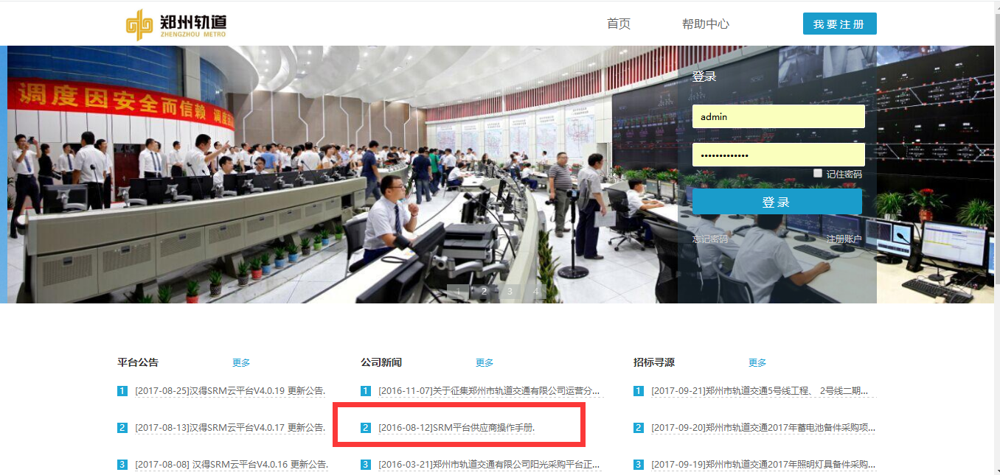 郑州轨道
ZHENGZHOU METRO
首页
帮助中心
我要注册
调度因安全而信赖 调度
登录
admin
•••••••••••••
记住密码
登录
忘记密码
注册账户
1 2 3 4
平台公告 更多
1 [2017-08-25]汉得SRM云平台V4.0.19 更新公告.
2 [2017-08-13]汉得SRM云平台V4.0.17 更新公告.
3 [2017-08-08] 汉得SRM云平台V4.0.16 更新公告.
公司新闻 更多
1 [2016-11-07]关于征集郑州市轨道交通有限公司运营分...
2 [2016-08-12]SRM平台供应商操作手册.
3 [2016-03-21]郑州市轨道交通有限公司阳光采购平台正...
招标寻源 更多
1 [2017-09-21]郑州市轨道交通5号线工程、 2号线二期...
2 [2017-09-20]郑州市轨道交通2017年蓄电池备件采购项...
3 [2017-09-19]郑州市轨道交通2017年照明灯具备件采购...